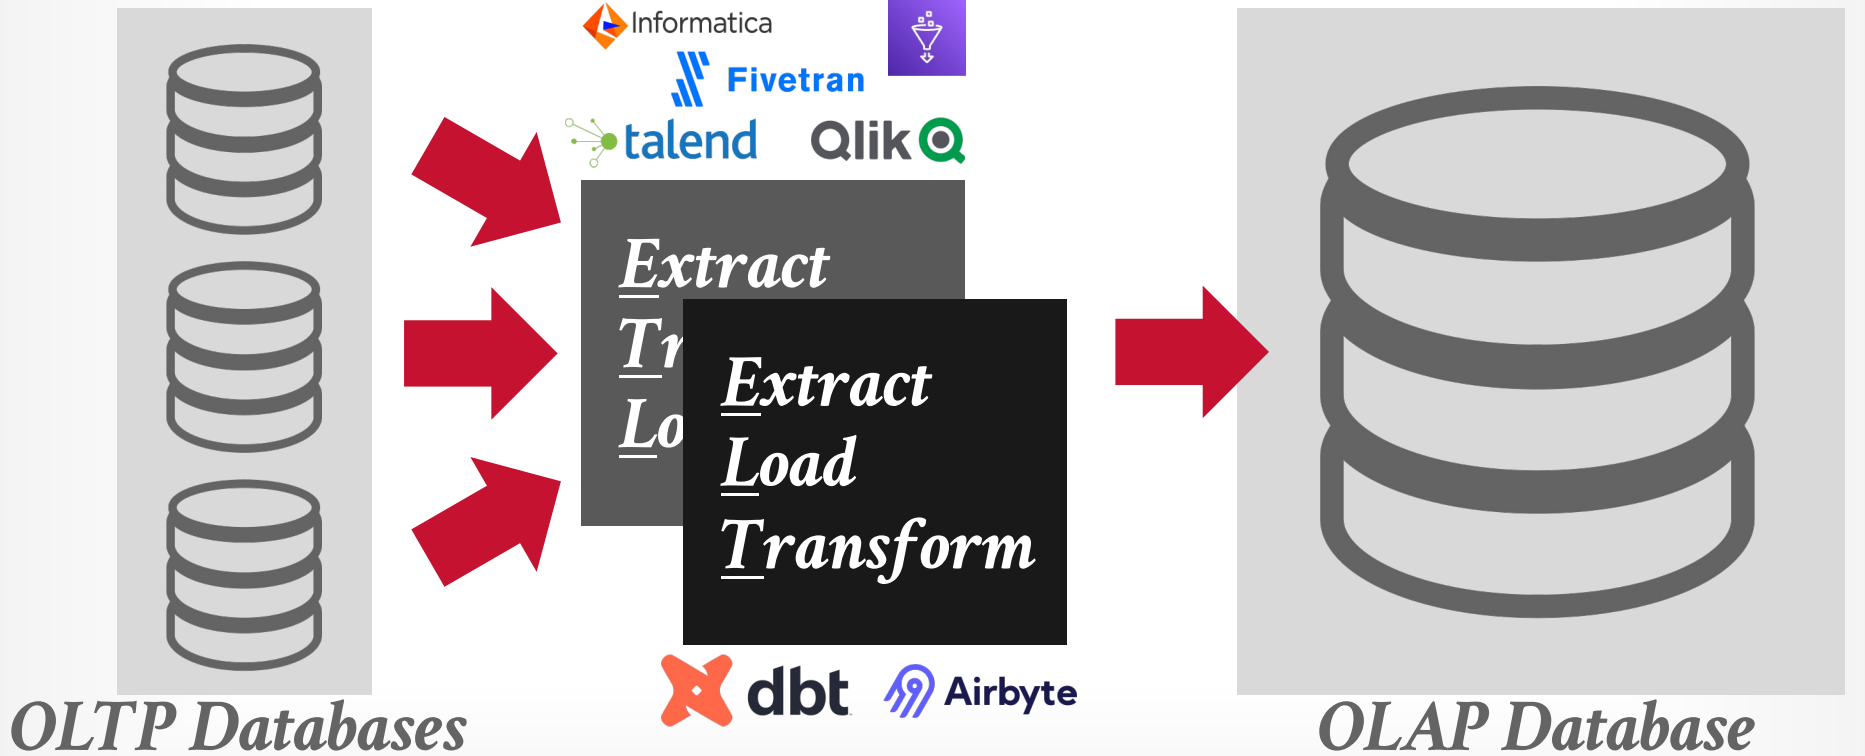 Informatica
Fivetran
talend
Qlik
Extract
Tr
Lo
Extract
Load
Transform
dbt
Airbyte
OLTP Databases
OLAP Database